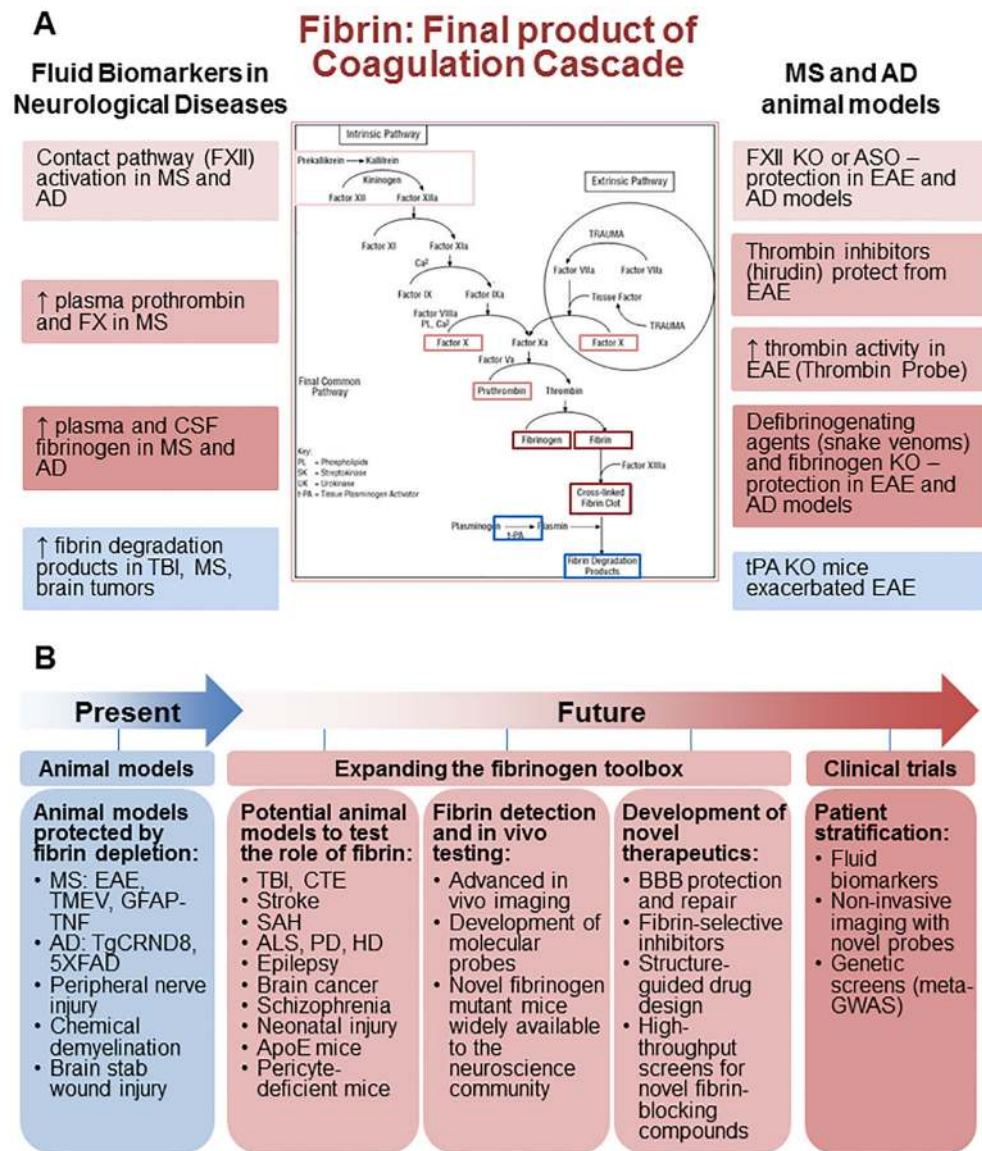 A
Fibrin: Final product of
Coagulation Cascade
Fluid Biomarkers in
Neurological Diseases
Contact pathway (FXII)
activation in MS and
AD
↑ plasma prothrombin
and FX in MS
↑ plasma and CSF
fibrinogen in MS and
AD
↑ fibrin degradation
products in TBI, MS,
brain tumors
Intrinsic Pathway
Prekallikrein
Kallikrein
Kininogen
Factor XII
Factor XIIa
Extrinsic Pathway
Factor XI
Factor XIa
TRAUMA
Factor VIIa
Factor VIIa
Ca²
Factor IX
Factor IXa
Tissue Factor
Factor VIIIa
PL, Ca²
TRAUMA
Factor X
Factor Xa
Factor X
Factor Va
Final Common
Pathway
Prothrombin
Thrombin
Fibrinogen
Fibrin
Key:
PL = Phospholipids
SK = Streptokinase
UK = Urokinase
t-PA = Tissue Plasminogen Activator
Factor XIIIa
Cross-linked
Fibrin Clot
Plasminogen
Plasmin
t-PA
Fibrin Degradation
Products
MS and AD
animal models
FXII KO or ASO –
protection in EAE and
AD models
Thrombin inhibitors
(hirudin) protect from
EAE
↑ thrombin activity in
EAE (Thrombin Probe)
Defibrinogenating
agents (snake venoms)
and fibrinogen KO –
protection in EAE and
AD models
tPA KO mice
exacerbated EAE
B
Present
Future
Animal models
Expanding the fibrinogen toolbox
Clinical trials
Animal models
protected by
fibrin depletion:
• MS: EAE,
TMEV, GFAP-
TNF
• AD: TgCRND8,
5XFAD
• Peripheral nerve
injury
• Chemical
demyelination
• Brain stab
wound injury
Potential animal
models to test
the role of fibrin:
• TBI, CTE
• Stroke
• SAH
• ALS, PD, HD
• Epilepsy
• Brain cancer
• Schizophrenia
• Neonatal injury
• ApoE mice
• Pericyte-
deficient mice
Fibrin detection
and in vivo
testing:
• Advanced in
vivo imaging
• Development of
molecular
probes
• Novel fibrinogen
mutant mice
widely available
to the
neuroscience
community
Development of
novel
therapeutics:
• BBB protection
and repair
• Fibrin-selective
inhibitors
• Structure-
guided drug
design
• High-
throughput
screens for
novel fibrin-
blocking
compounds
Patient
stratification:
• Fluid
biomarkers
• Non-invasive
imaging with
novel probes
• Genetic
screens (meta-
GWAS)